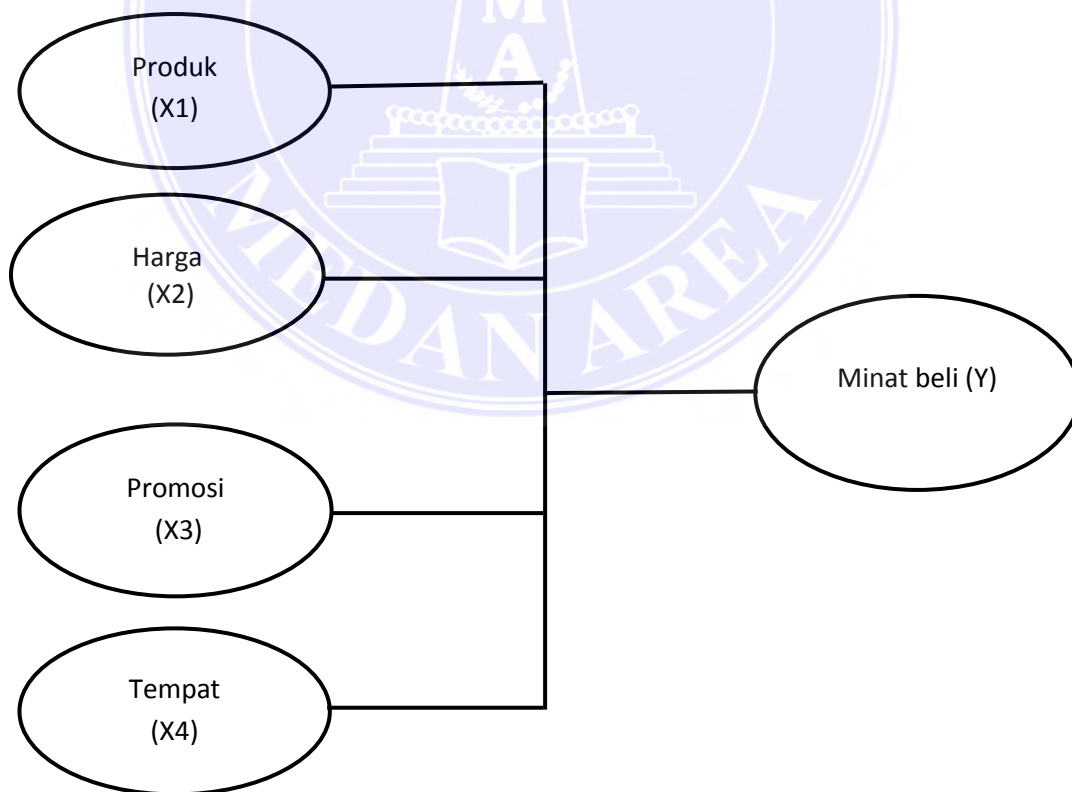 Produk
(X1)
Harga
(X2)
Promosi
(X3)
Tempat
(X4)
Minat beli (Y)
M
A
MEDAN AREA